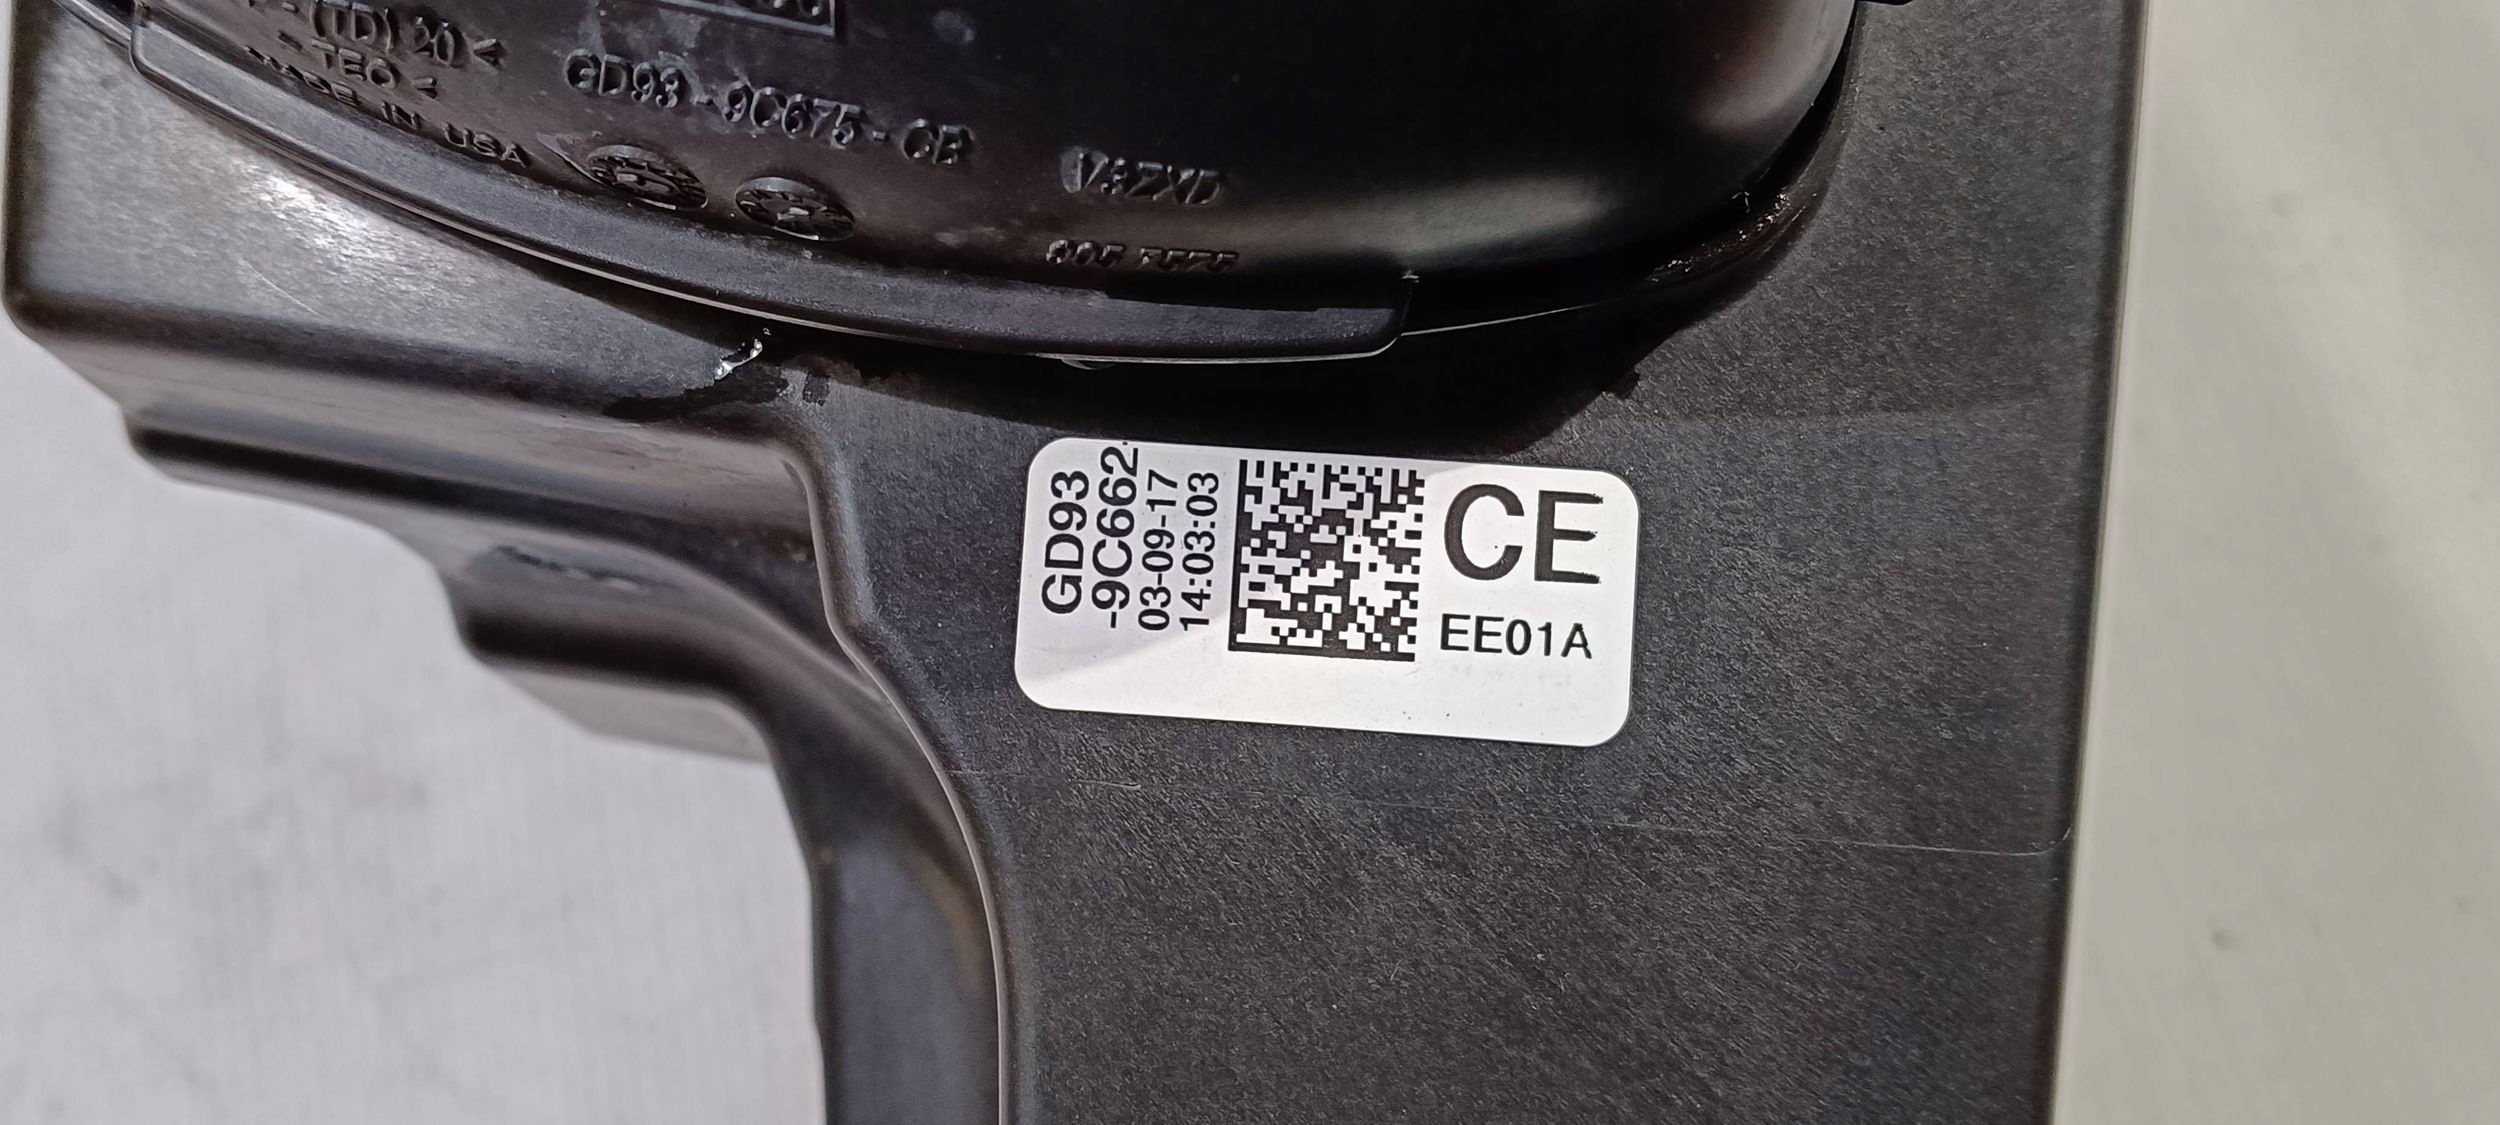 (TD) 20 <
TEO <
MADE IN USA
GD93 - 9C675 - CB
V3ZXD
GD93
-9C662-
03-09-17
14:03:03
CE
EE01A